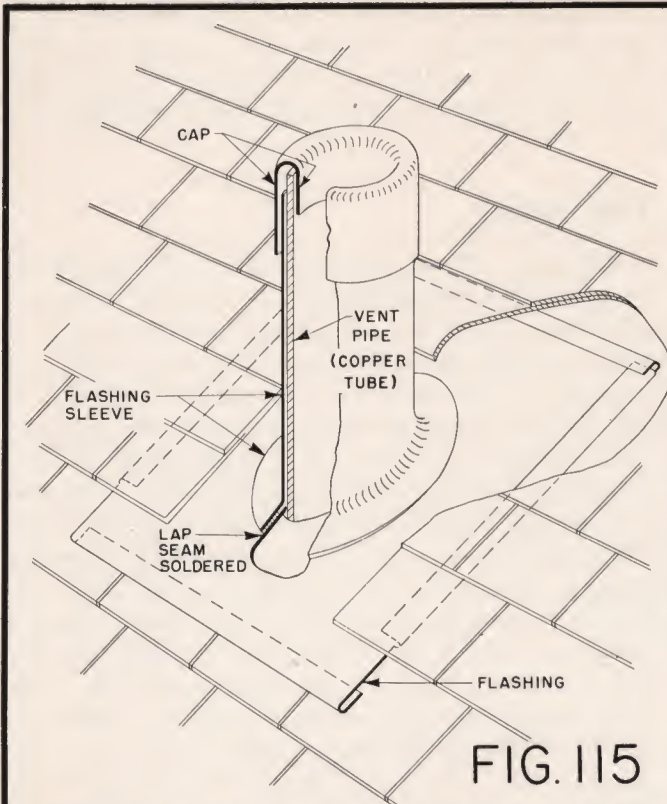 CAP
VENT
PIPE
(COPPER
TUBE)
FLASHING
SLEEVE
LAP
SEAM
SOLDERED
FLASHING
FIG. 115